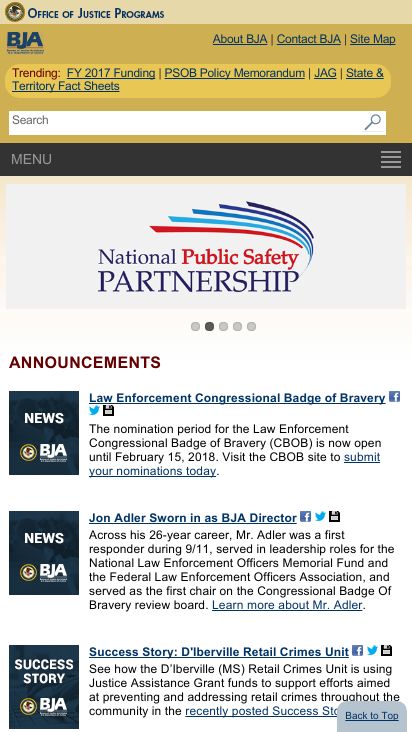 OFFICE OF JUSTICE PROGRAMS
BJA
About BJA | Contact BJA | Site Map
Trending: FY 2017 Funding | PSOB Policy Memorandum | JAG | State &
Territory Fact Sheets
Search
MENU
National Public Safety
PARTNERSHIP
ANNOUNCEMENTS
NEWS
BJA
Law Enforcement Congressional Badge of Bravery
The nomination period for the Law Enforcement
Congressional Badge of Bravery (CBOB) is now open
until February 15, 2018. Visit the CBOB site to submit
your nominations today.
NEWS
BJA
Jon Adler Sworn in as BJA Director
Across his 26-year career, Mr. Adler was a first
responder during 9/11, served in leadership roles for the
National Law Enforcement Officers Memorial Fund and
the Federal Law Enforcement Officers Association, and
served as the first chair on the Congressional Badge Of
Bravery review board. Learn more about Mr. Adler.
SUCCESS
STORY
BJA
Success Story: D'Iberville Retail Crimes Unit
See how the D'Iberville (MS) Retail Crimes Unit is using
Justice Assistance Grant funds to support efforts aimed
at preventing and addressing retail crimes throughout the
community in the recently posted Success
Back to Top